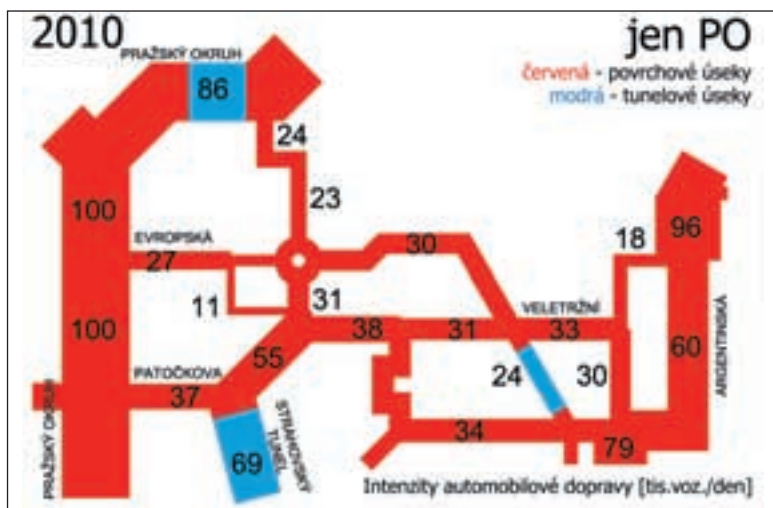 2010
jen PO
PRAŽSKÝ OKRUH
červená - povrchové úseky
modrá - tunelové úseky
86
24
23
100
EVROPSKÁ
27
30
18
96
11
31
VELETRŽNÍ
100
38
31
33
ARGENTINSKÁ
60
55
PATOČKOVA
37
24
30
PRAŽSKÝ OKRUH
STRAHOVSKÝ
TUNEL
69
34
79
Intenzity automobilové dopravy [tis.voz./den]